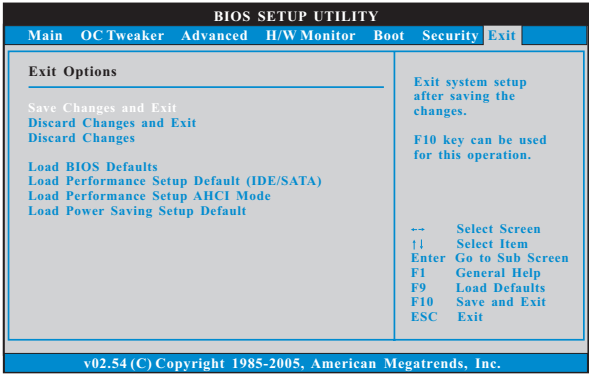 BIOS SETUP UTILITY
Main OC Tweaker Advanced H/W Monitor Boot Security Exit
Exit Options
Save Changes and Exit
Discard Changes and Exit
Discard Changes
Load BIOS Defaults
Load Performance Setup Default (IDE/SATA)
Load Performance Setup AHCI Mode
Load Power Saving Setup Default
Exit system setup
after saving the
changes.
F10 key can be used
for this operation.
←→ Select Screen
↑↓ Select Item
Enter Go to Sub Screen
F1 General Help
F9 Load Defaults
F10 Save and Exit
ESC Exit
v02.54 (C) Copyright 1985-2005, American Megatrends, Inc.